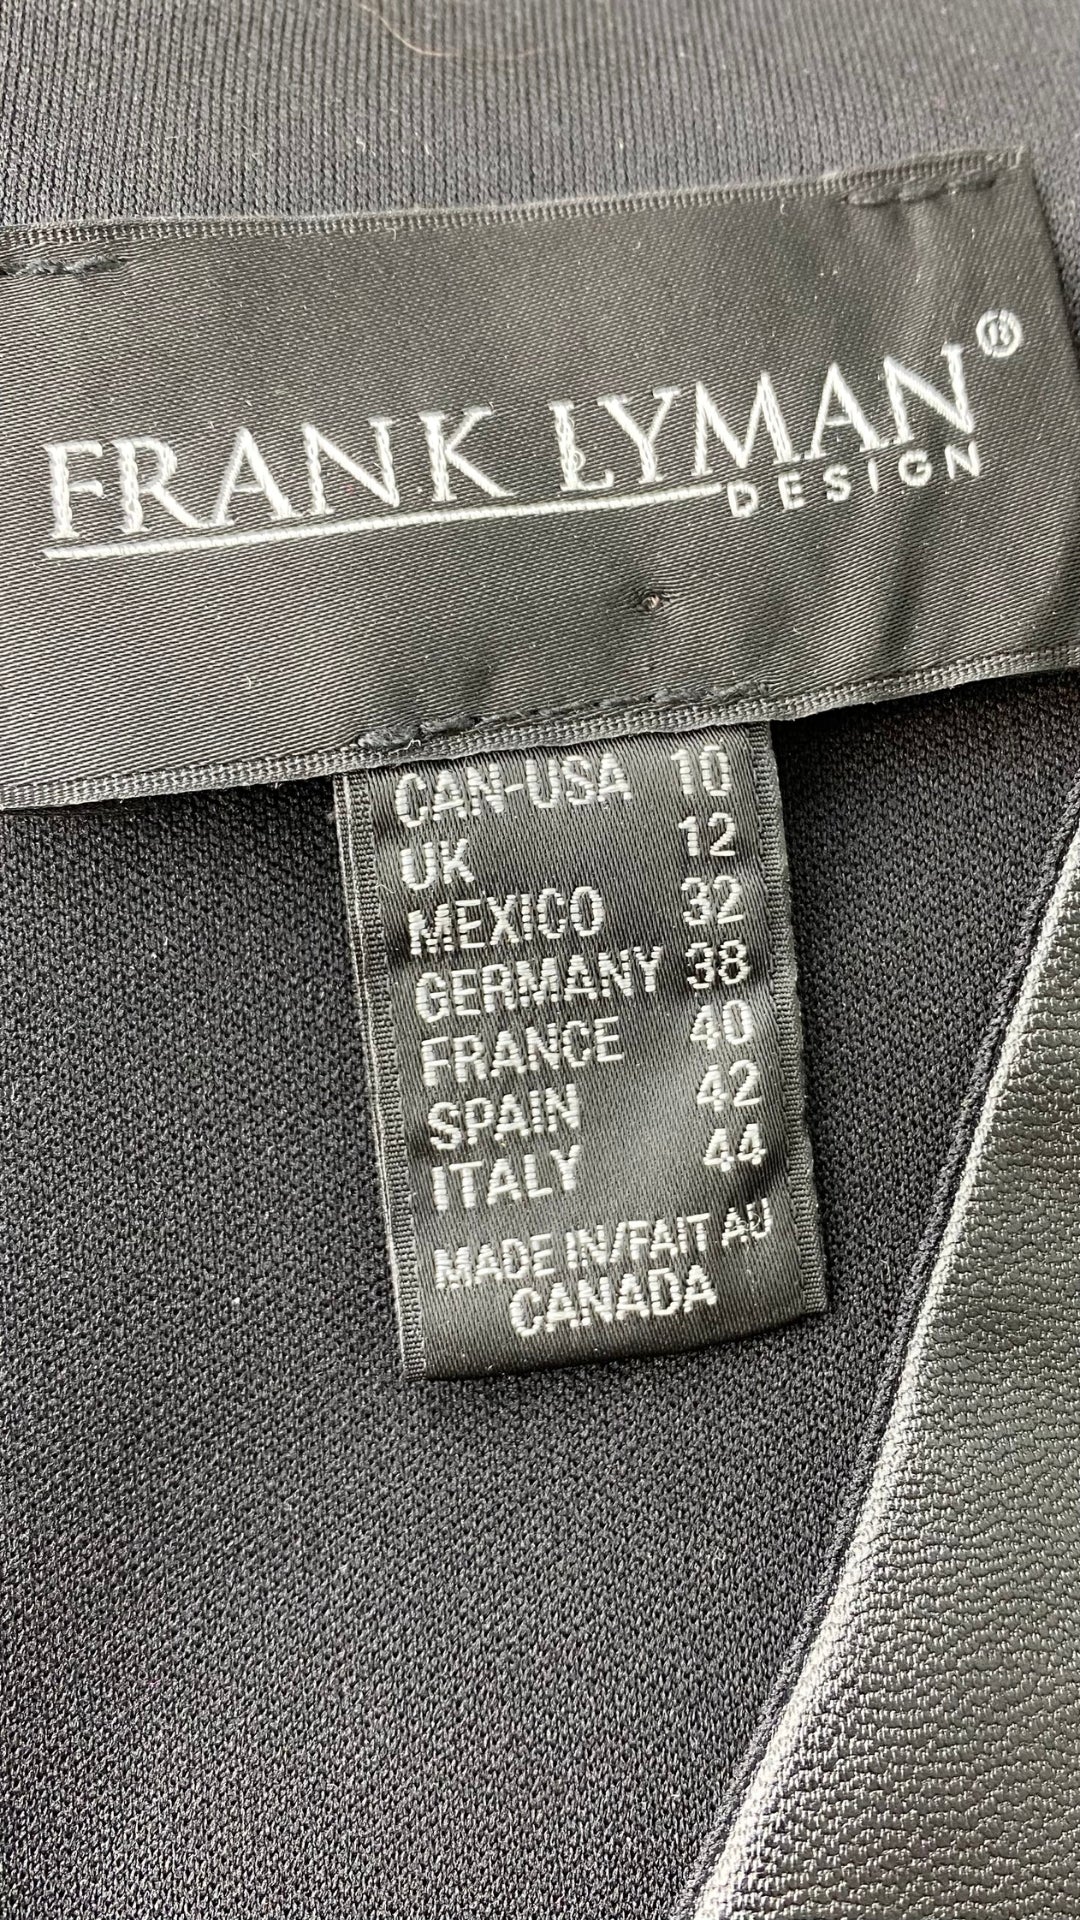 FRANK LYMAN®
DESIGN
CAN-USA 10
UK 12
MEXICO 32
GERMANY 38
FRANCE 40
SPAIN 42
ITALY 44
MADE IN/FAIT AU
CANADA